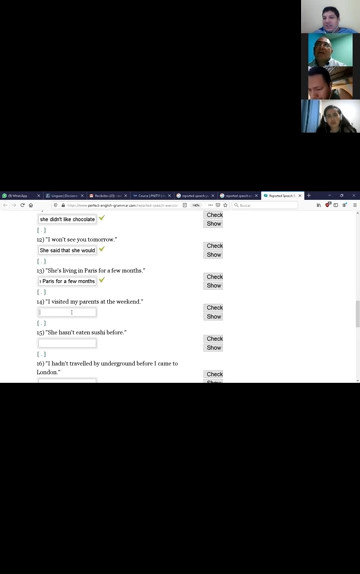 she didn't like chocolate
Check
Show
[ . ]
12) "I won't see you tomorrow."
Check
She said that she would
Show
[ . ]
13) "She's living in Paris for a few months."
Check
Paris for a few months
Show
[ . ]
14) "I visited my parents at the weekend."
Check
Show
[ . ]
15) "She hasn't eaten sushi before."
Check
Show
[ . ]
16) "I hadn't travelled by underground before I came to
London."
Check